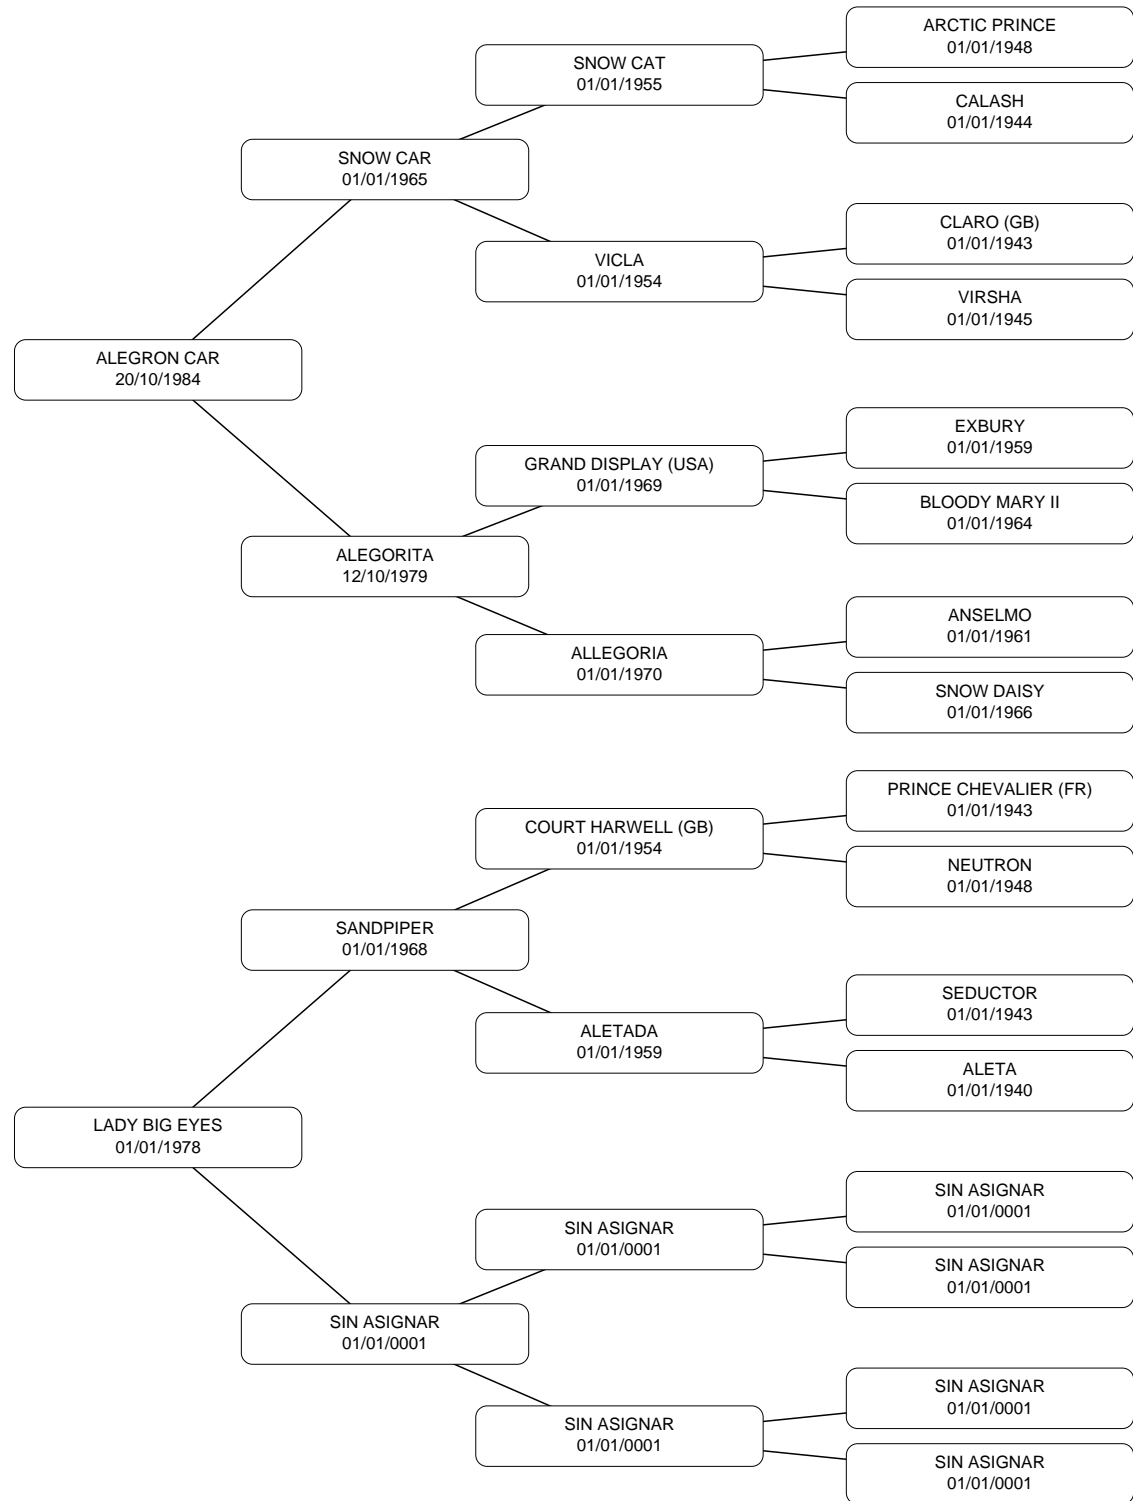 ARCTIC PRINCE
01/01/1948
SNOW CAT
01/01/1955
CALASH
01/01/1944
SNOW CAR
01/01/1965
CLARO (GB)
01/01/1943
VICLA
01/01/1954
VIRSHA
01/01/1945
ALEGRON CAR
20/10/1984
EXBURY
01/01/1959
GRAND DISPLAY (USA)
01/01/1969
BLOODY MARY II
01/01/1964
ALEGORITA
12/10/1979
ANSELMO
01/01/1961
ALLEGORIA
01/01/1970
SNOW DAISY
01/01/1966
PRINCE CHEVALIER (FR)
01/01/1943
COURT HARWELL (GB)
01/01/1954
NEUTRON
01/01/1948
SANDPIPER
01/01/1968
SEDUCTOR
01/01/1943
ALETADA
01/01/1959
ALETA
01/01/1940
LADY BIG EYES
01/01/1978
SIN ASIGNAR
01/01/0001
SIN ASIGNAR
01/01/0001
SIN ASIGNAR
01/01/0001
SIN ASIGNAR
01/01/0001
SIN ASIGNAR
01/01/0001
SIN ASIGNAR
01/01/0001
SIN ASIGNAR
01/01/0001